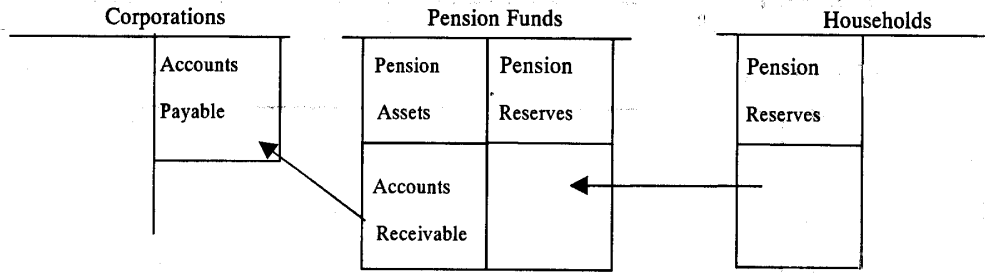 Corporations
Pension Funds
Households
Accounts
Payable
Pension
Assets
Pension
Reserves
Accounts
Receivable
Pension
Reserves